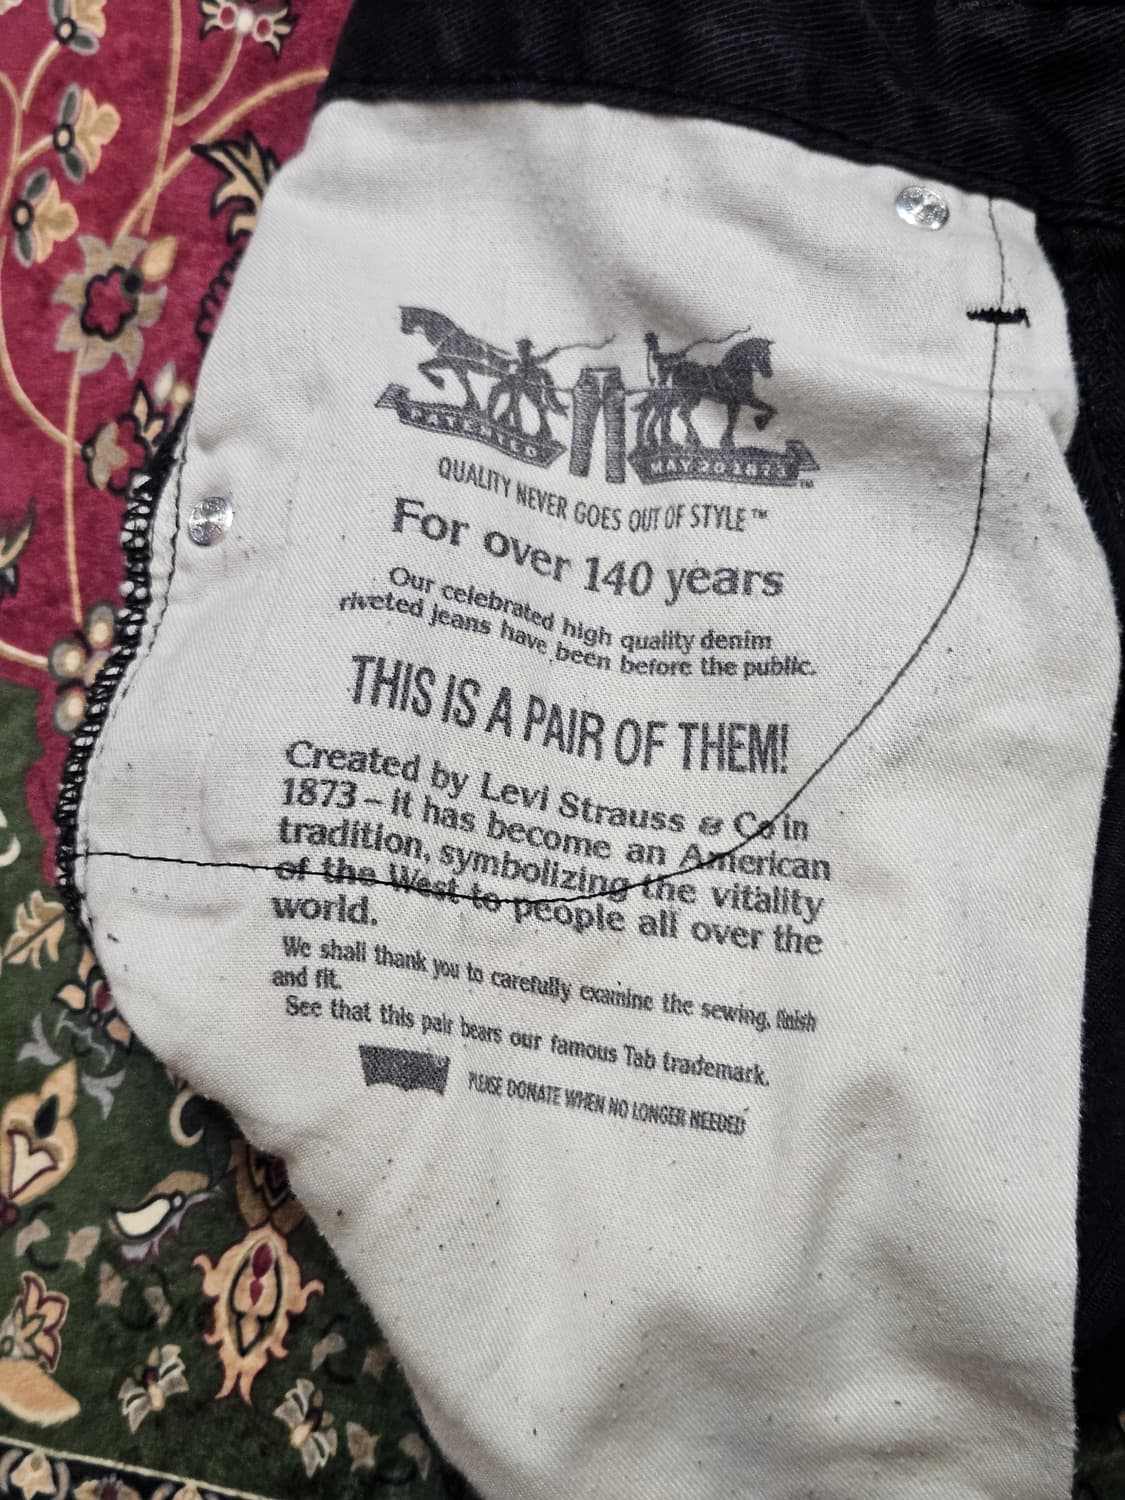 PATENTED
MAY 20 1873
TM
QUALITY NEVER GOES OUT OF STYLE™
For over 140 years
Our celebrated high quality denim
riveted jeans have been before the public.
THIS IS A PAIR OF THEM!
Created by Levi Strauss & Co in
1873 – it has become an American
tradition, symbolizing the vitality
of the West to people all over the
world.
We shall thank you to carefully examine the sewing, finish
and fit.
See that this pair bears our famous Tab trademark.
PLEASE DONATE WHEN NO LONGER NEEDED